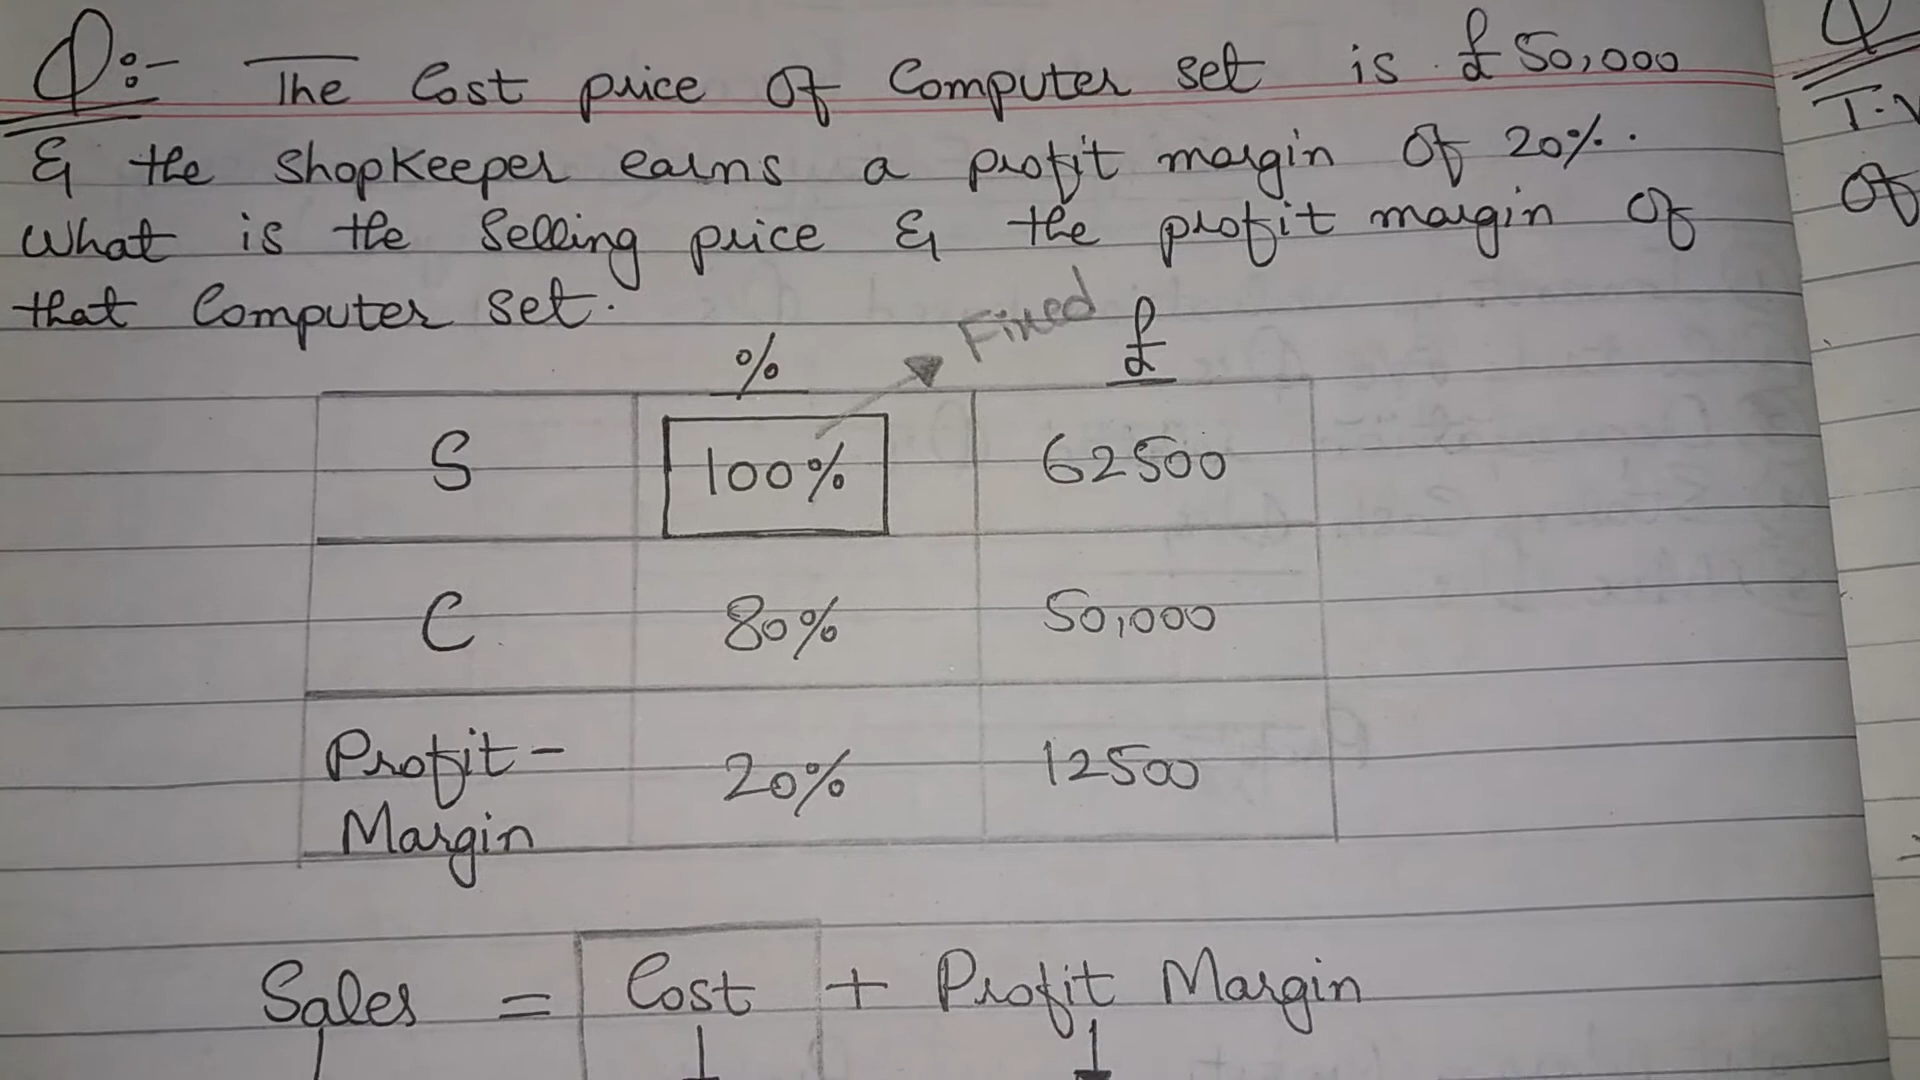 Q:- The Cost price of Computer set is £50,000
& the Shopkeeper earns a profit margin of 20%.
What is the Selling price & the profit margin of
that Computer set.
% Fixed £
S 100% 62500
C 80% 50,000
Profit- 20% 12500
Margin
Sales = Cost + Profit Margin
Q
T.V
Of